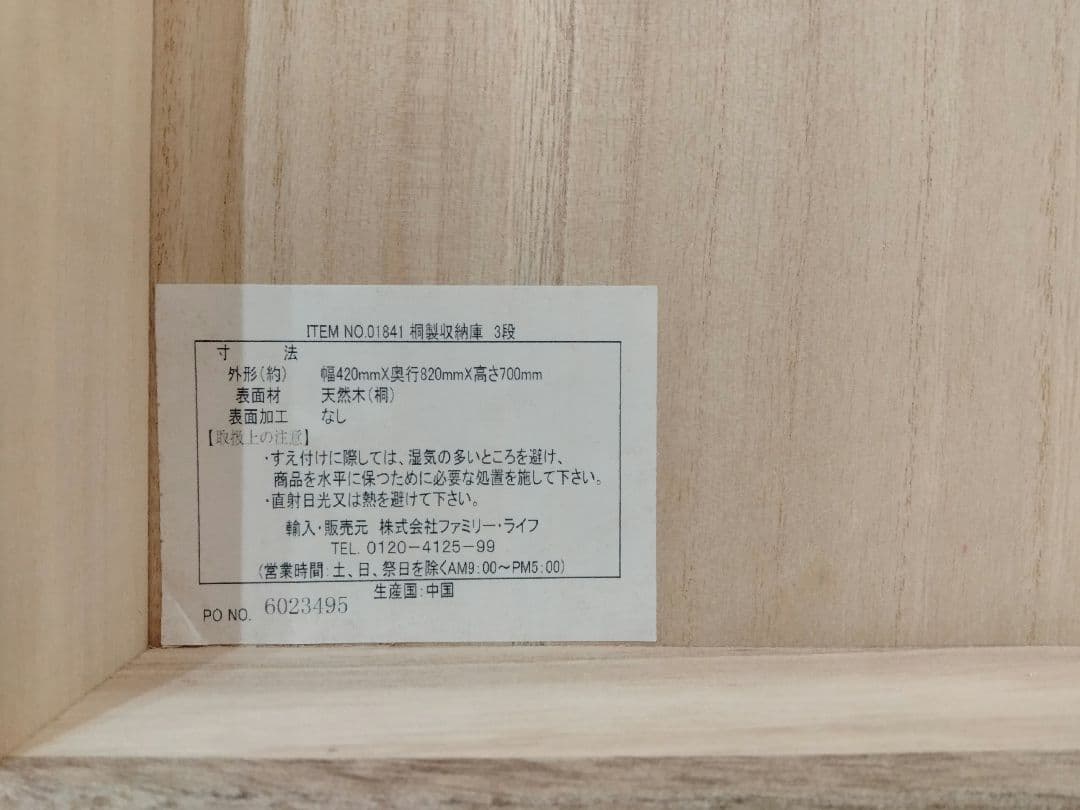 ITEM NO.01841 桐製収納庫 3段
寸 法
外形(約) 幅420mmX奥行820mmX高さ700mm
表面材 天然木(桐)
表面加工 なし
【取扱上の注意】
・すえ付けに際しては、湿気の多いところを避け、
商品を水平に保つために必要な処置を施して下さい。
・直射日光又は熱を避けて下さい。
輸入・販売元 株式会社ファミリー・ライフ
TEL. 0120-4125-99
(営業時間:土、日、祭日を除くAM9:00〜PM5:00)
生産国:中国
PO NO. 6023495